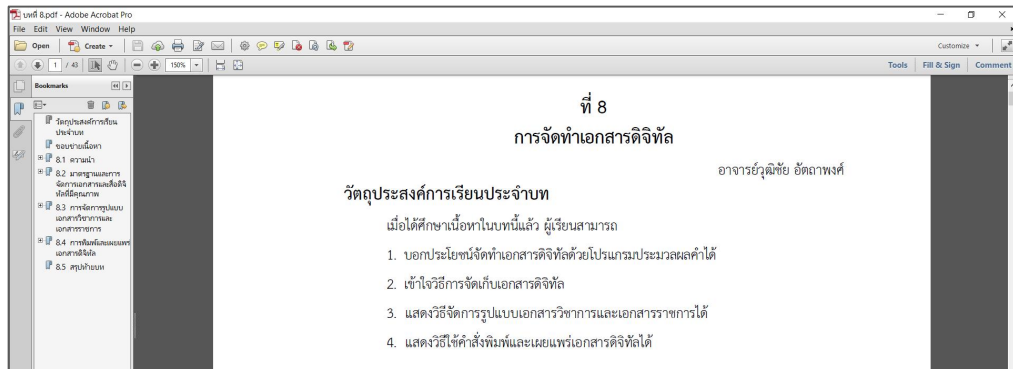 บทที่ 8.pdf - Adobe Acrobat Pro
File Edit View Window Help
Open Create Customize
1 / 43 150% Tools Fill & Sign Comment
Bookmarks
วัตถุประสงค์การเรียน
ประจำบท
ขอบข่ายเนื้อหา
8.1 ความนำ
8.2 มาตรฐานและการ
จัดการเอกสารและสื่อดิจิ
ทัลที่มีคุณภาพ
8.3 การจัดการรูปแบบ
เอกสารวิชาการและ
เอกสารราชการ
8.4 การพิมพ์และเผยแพร่
เอกสารดิจิทัล
8.5 สรุปท้ายบท
ที่ 8
การจัดทำเอกสารดิจิทัล
อาจารย์วุฒิชัย อัตถาพงศ์
วัตถุประสงค์การเรียนประจำบท
เมื่อได้ศึกษาเนื้อหาในบทนี้แล้ว ผู้เรียนสามารถ
1. บอกประโยชน์จัดทำเอกสารดิจิทัลด้วยโปรแกรมประมวลผลคำได้
2. เข้าใจวิธีการจัดเก็บเอกสารดิจิทัล
3. แสดงวิธีจัดการรูปแบบเอกสารวิชาการและเอกสารราชการได้
4. แสดงวิธีใช้คำสั่งพิมพ์และเผยแพร่เอกสารดิจิทัลได้